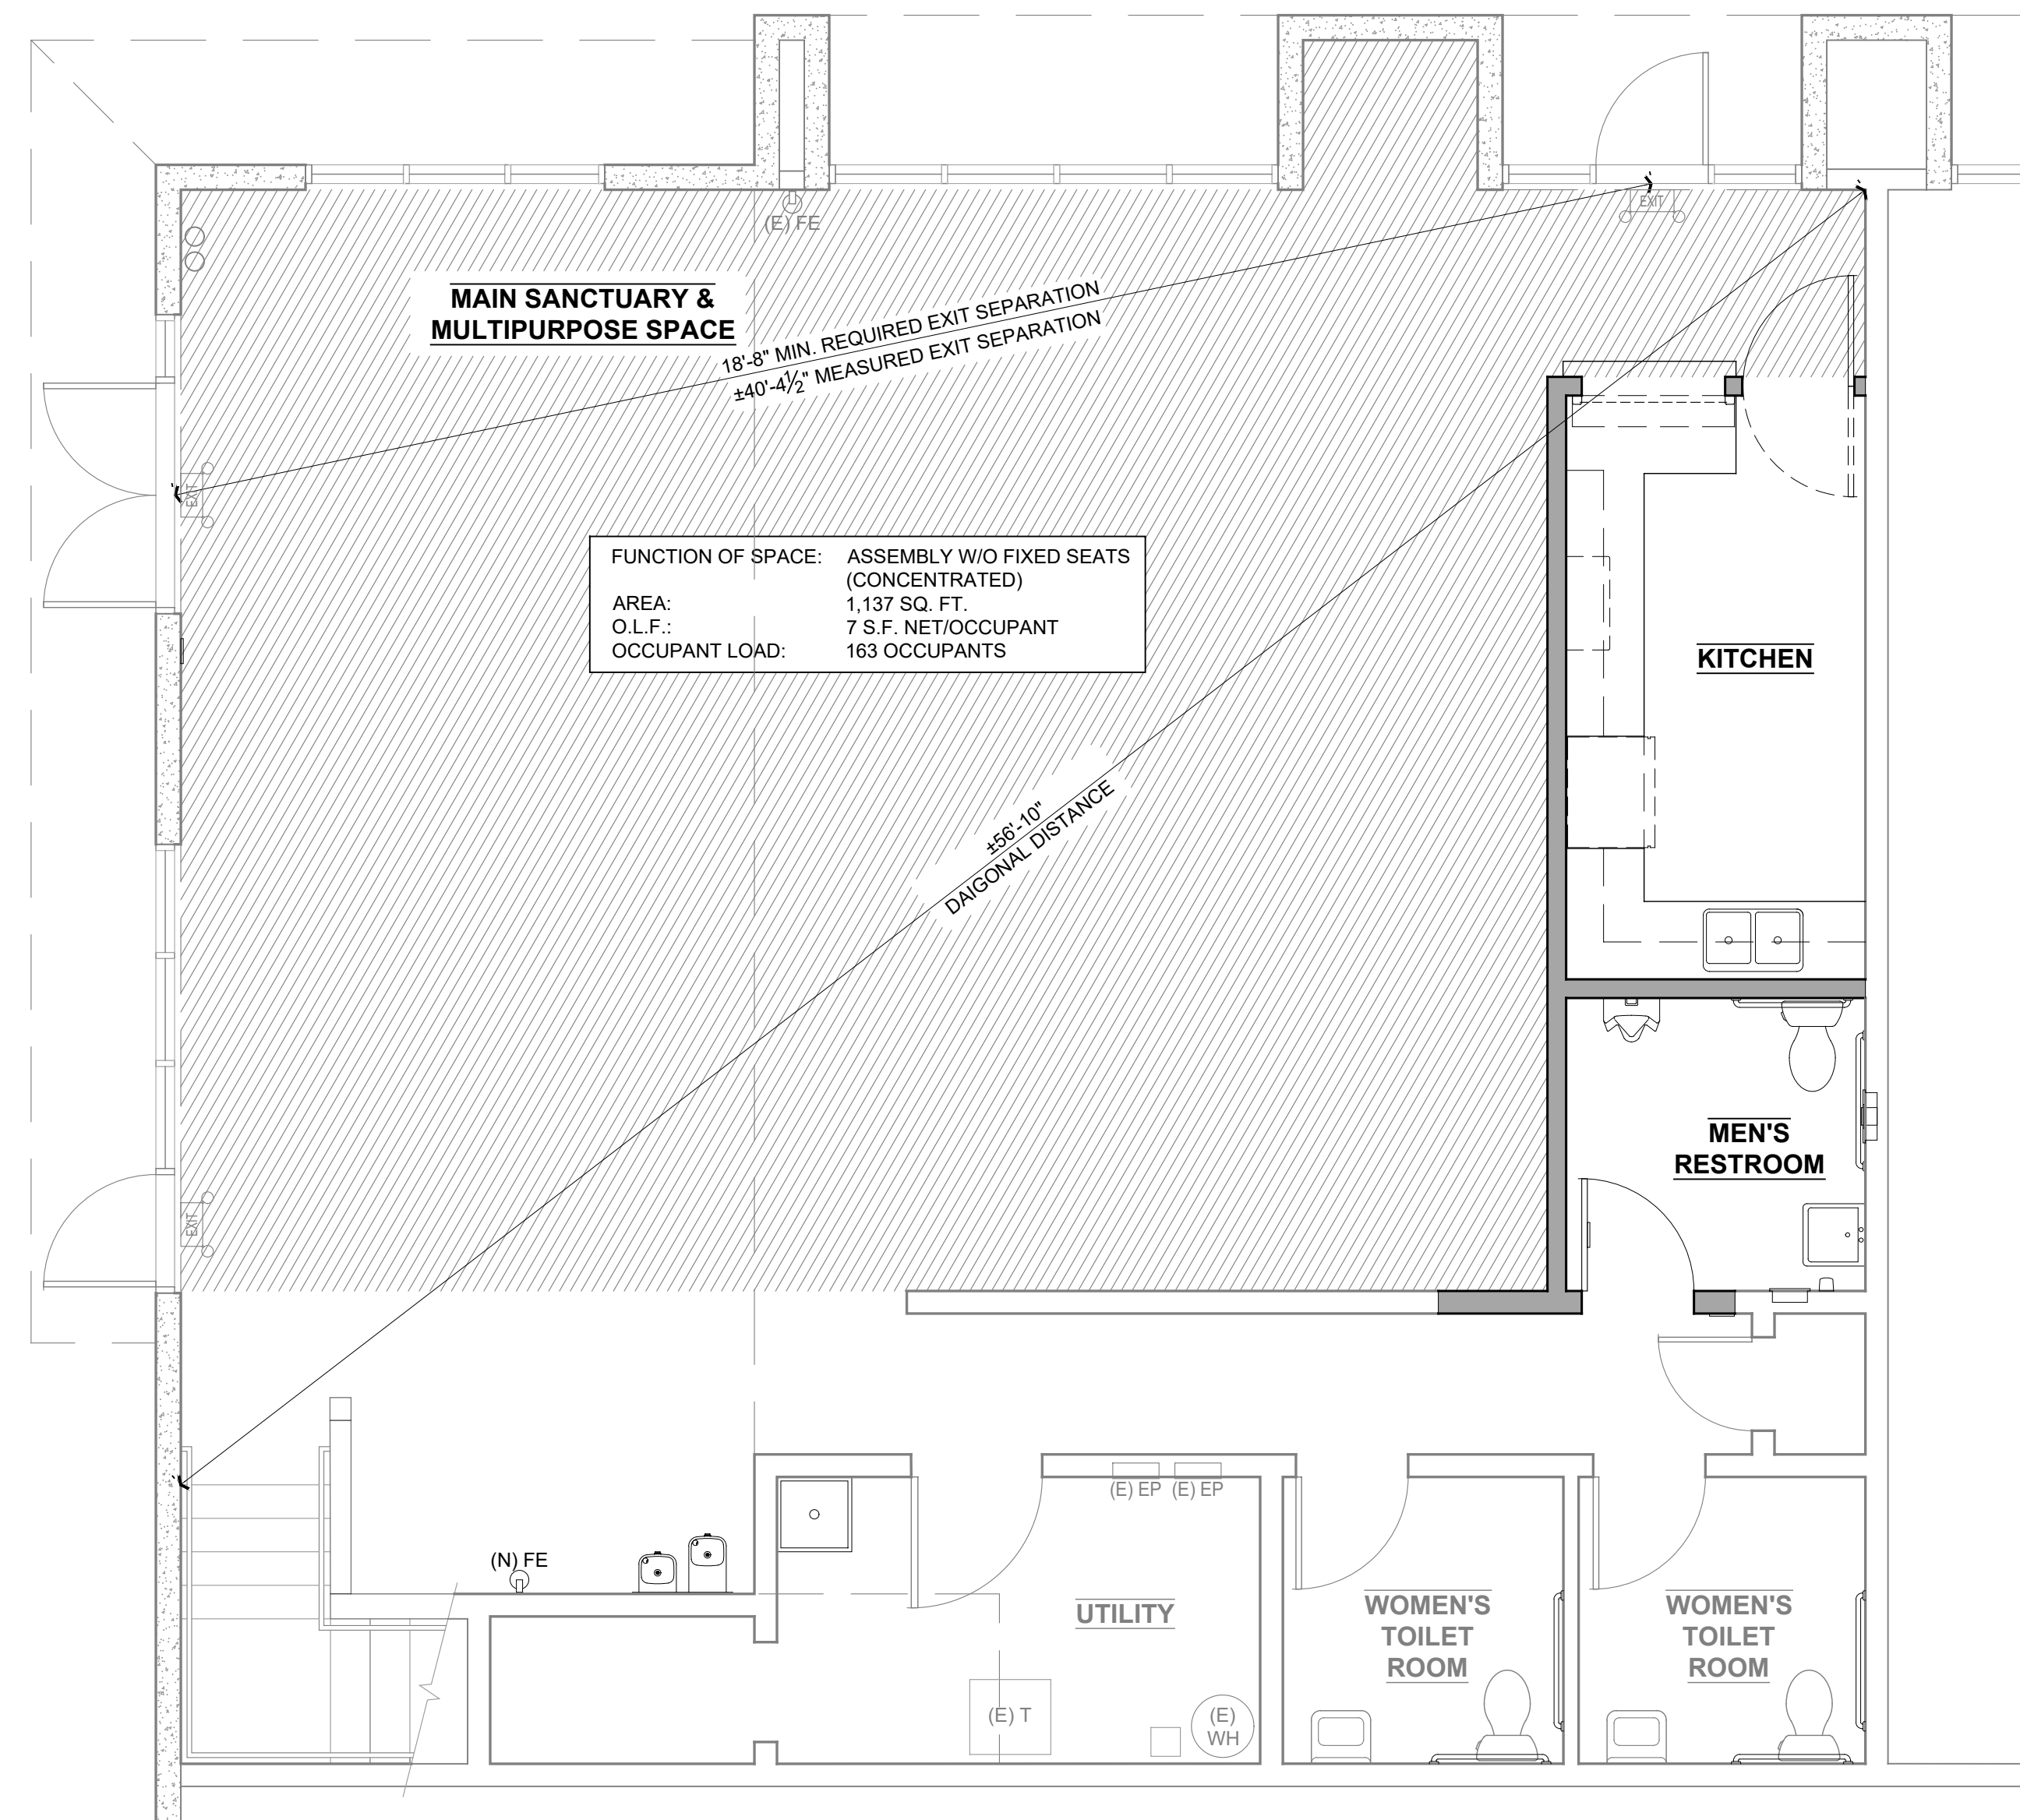 (E) FE
EXIT
MAIN SANCTUARY &
MULTIPURPOSE SPACE
18'-8" MIN. REQUIRED EXIT SEPARATION
±40'-4½" MEASURED EXIT SEPARATION
EXIT
FUNCTION OF SPACE: ASSEMBLY W/O FIXED SEATS
(CONCENTRATED)
AREA: 1,137 SQ. FT.
O.L.F.: 7 S.F. NET/OCCUPANT
OCCUPANT LOAD: 163 OCCUPANTS
KITCHEN
±56'-10"
DAIGONAL DISTANCE
MEN'S
RESTROOM
EXIT
(E) EP (E) EP
(N) FE
UTILITY
WOMEN'S
TOILET
ROOM
WOMEN'S
TOILET
ROOM
(E) T
(E)
WH